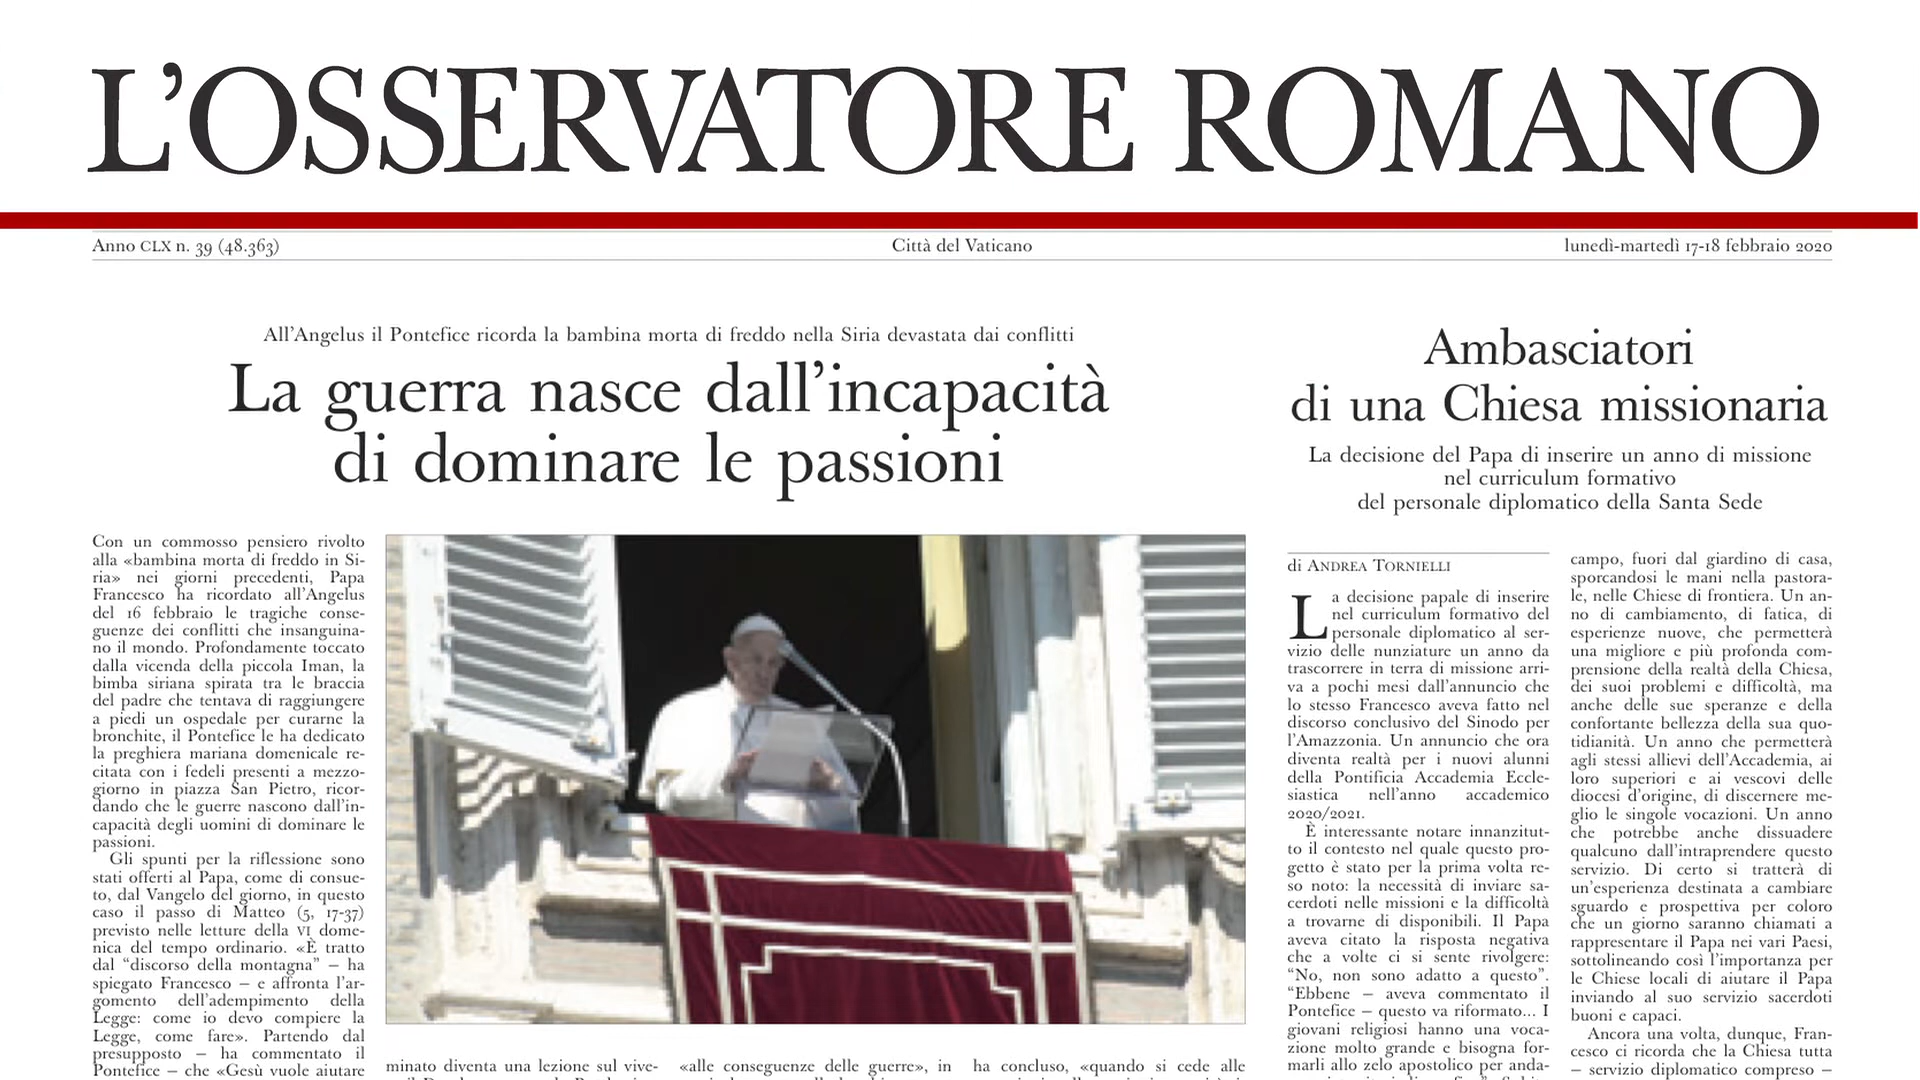 L'OSSERVATORE ROMANO
Anno CLX n. 39 (48.363)
Città del Vaticano
lunedì-martedì 17-18 febbraio 2020
All'Angelus il Pontefice ricorda la bambina morta di freddo nella Siria devastata dai conflitti
La guerra nasce dall'incapacità
di dominare le passioni
Con un commosso pensiero rivolto
alla «bambina morta di freddo in Si-
ria» nei giorni precedenti, Papa
Francesco ha ricordato all'Angelus
del 16 febbraio le tragiche conse-
guenze dei conflitti che insanguina-
no il mondo. Profondamente toccato
dalla vicenda della piccola Iman, la
bimba siriana spirata tra le braccia
del padre che tentava di raggiungere
a piedi un ospedale per curarne la
bronchite, il Pontefice le ha dedicato
la preghiera mariana domenicale re-
citata con i fedeli presenti a mezzo-
giorno in piazza San Pietro, ricor-
dando che le guerre nascono dall'in-
capacità degli uomini di dominare le
passioni.
Gli spunti per la riflessione sono
stati offerti al Papa, come di consue-
to, dal Vangelo del giorno, in questo
caso il passo di Matteo (5, 17-37)
previsto nelle letture della VI dome-
nica del tempo ordinario. «È tratto
dal “discorso della montagna” – ha
spiegato Francesco – e affronta l'ar-
gomento dell'adempimento della
Legge: come io devo compiere la
Legge, come fare». Partendo dal
presupposto – ha commentato il
Pontefice – che «Gesù vuole aiutare
minato diventa una lezione sul vive-
«alle conseguenze delle guerre», in
ha concluso, «quando si cede alle
Ambasciatori
di una Chiesa missionaria
La decisione del Papa di inserire un anno di missione
nel curriculum formativo
del personale diplomatico della Santa Sede
di ANDREA TORNIELLI
La decisione papale di inserire
nel curriculum formativo del
personale diplomatico al ser-
vizio delle nunziature un anno da
trascorrere in terra di missione arri-
va a pochi mesi dall'annuncio che
lo stesso Francesco aveva fatto nel
discorso conclusivo del Sinodo per
l'Amazzonia. Un annuncio che ora
diventa realtà per i nuovi alunni
della Pontificia Accademia Eccle-
siastica nell'anno accademico
2020/2021.
È interessante notare innanzitut-
to il contesto nel quale questo pro-
getto è stato per la prima volta re-
so noto: la necessità di inviare sa-
cerdoti nelle missioni e la difficoltà
a trovarne di disponibili. Il Papa
aveva citato la risposta negativa
che a volte ci si sente rivolgere:
“No, non sono adatto a questo”.
“Ebbene – aveva commentato il
Pontefice – questo va riformato... I
giovani religiosi hanno una voca-
zione molto grande e bisogna for-
marli allo zelo apostolico per anda-
campo, fuori dal giardino di casa,
sporcandosi le mani nella pastora-
le, nelle Chiese di frontiera. Un an-
no di cambiamento, di fatica, di
esperienze nuove, che permetterà
una migliore e più profonda com-
prensione della realtà della Chiesa,
dei suoi problemi e difficoltà, ma
anche delle sue speranze e della
confortante bellezza della sua quo-
tidianità. Un anno che permetterà
agli stessi allievi dell'Accademia, ai
loro superiori e ai vescovi delle
diocesi d'origine, di discernere me-
glio le singole vocazioni. Un anno
che potrebbe anche dissuadere
qualcuno dall'intraprendere questo
servizio. Di certo si tratterà di
un'esperienza destinata a cambiare
sguardo e prospettiva per coloro
che un giorno saranno chiamati a
rappresentare il Papa nei vari Paesi,
sottolineando così l'importanza per
le Chiese locali di aiutare il Papa
inviando al suo servizio sacerdoti
buoni e capaci.
Ancora una volta, dunque, Fran-
cesco ci ricorda che la Chiesa tutta
– servizio diplomatico compreso –